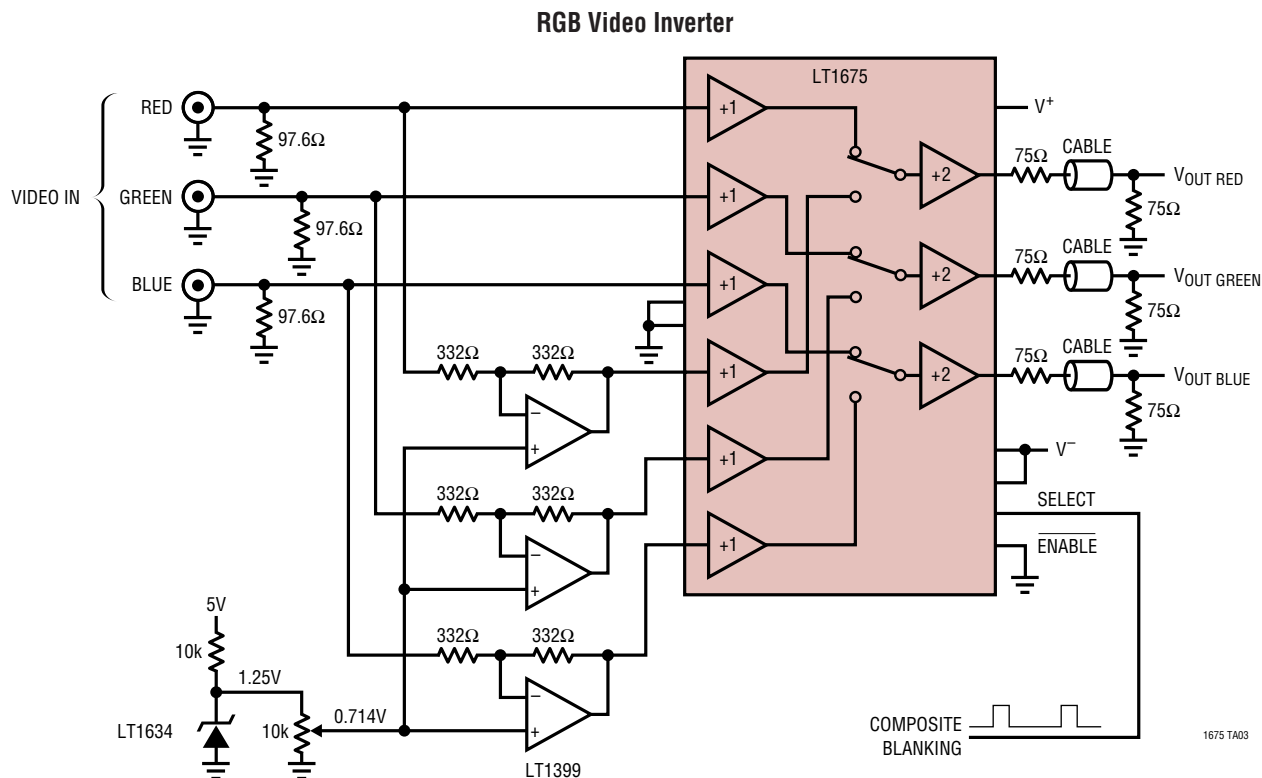 RGB Video Inverter
LT1675
RED
+1
V+
97.6Ω
75Ω
CABLE
VOUT RED
+2
75Ω
VIDEO IN
GREEN
+1
97.6Ω
75Ω
CABLE
VOUT GREEN
+2
75Ω
BLUE
+1
97.6Ω
75Ω
CABLE
VOUT BLUE
+2
75Ω
332Ω
332Ω
+1
−
+
V−
+1
332Ω
332Ω
SELECT
−
+
+1
ENABLE
5V
10k
332Ω
332Ω
1.25V
−
+
LT1634
10k
0.714V
LT1399
COMPOSITE
BLANKING
1675 TA03